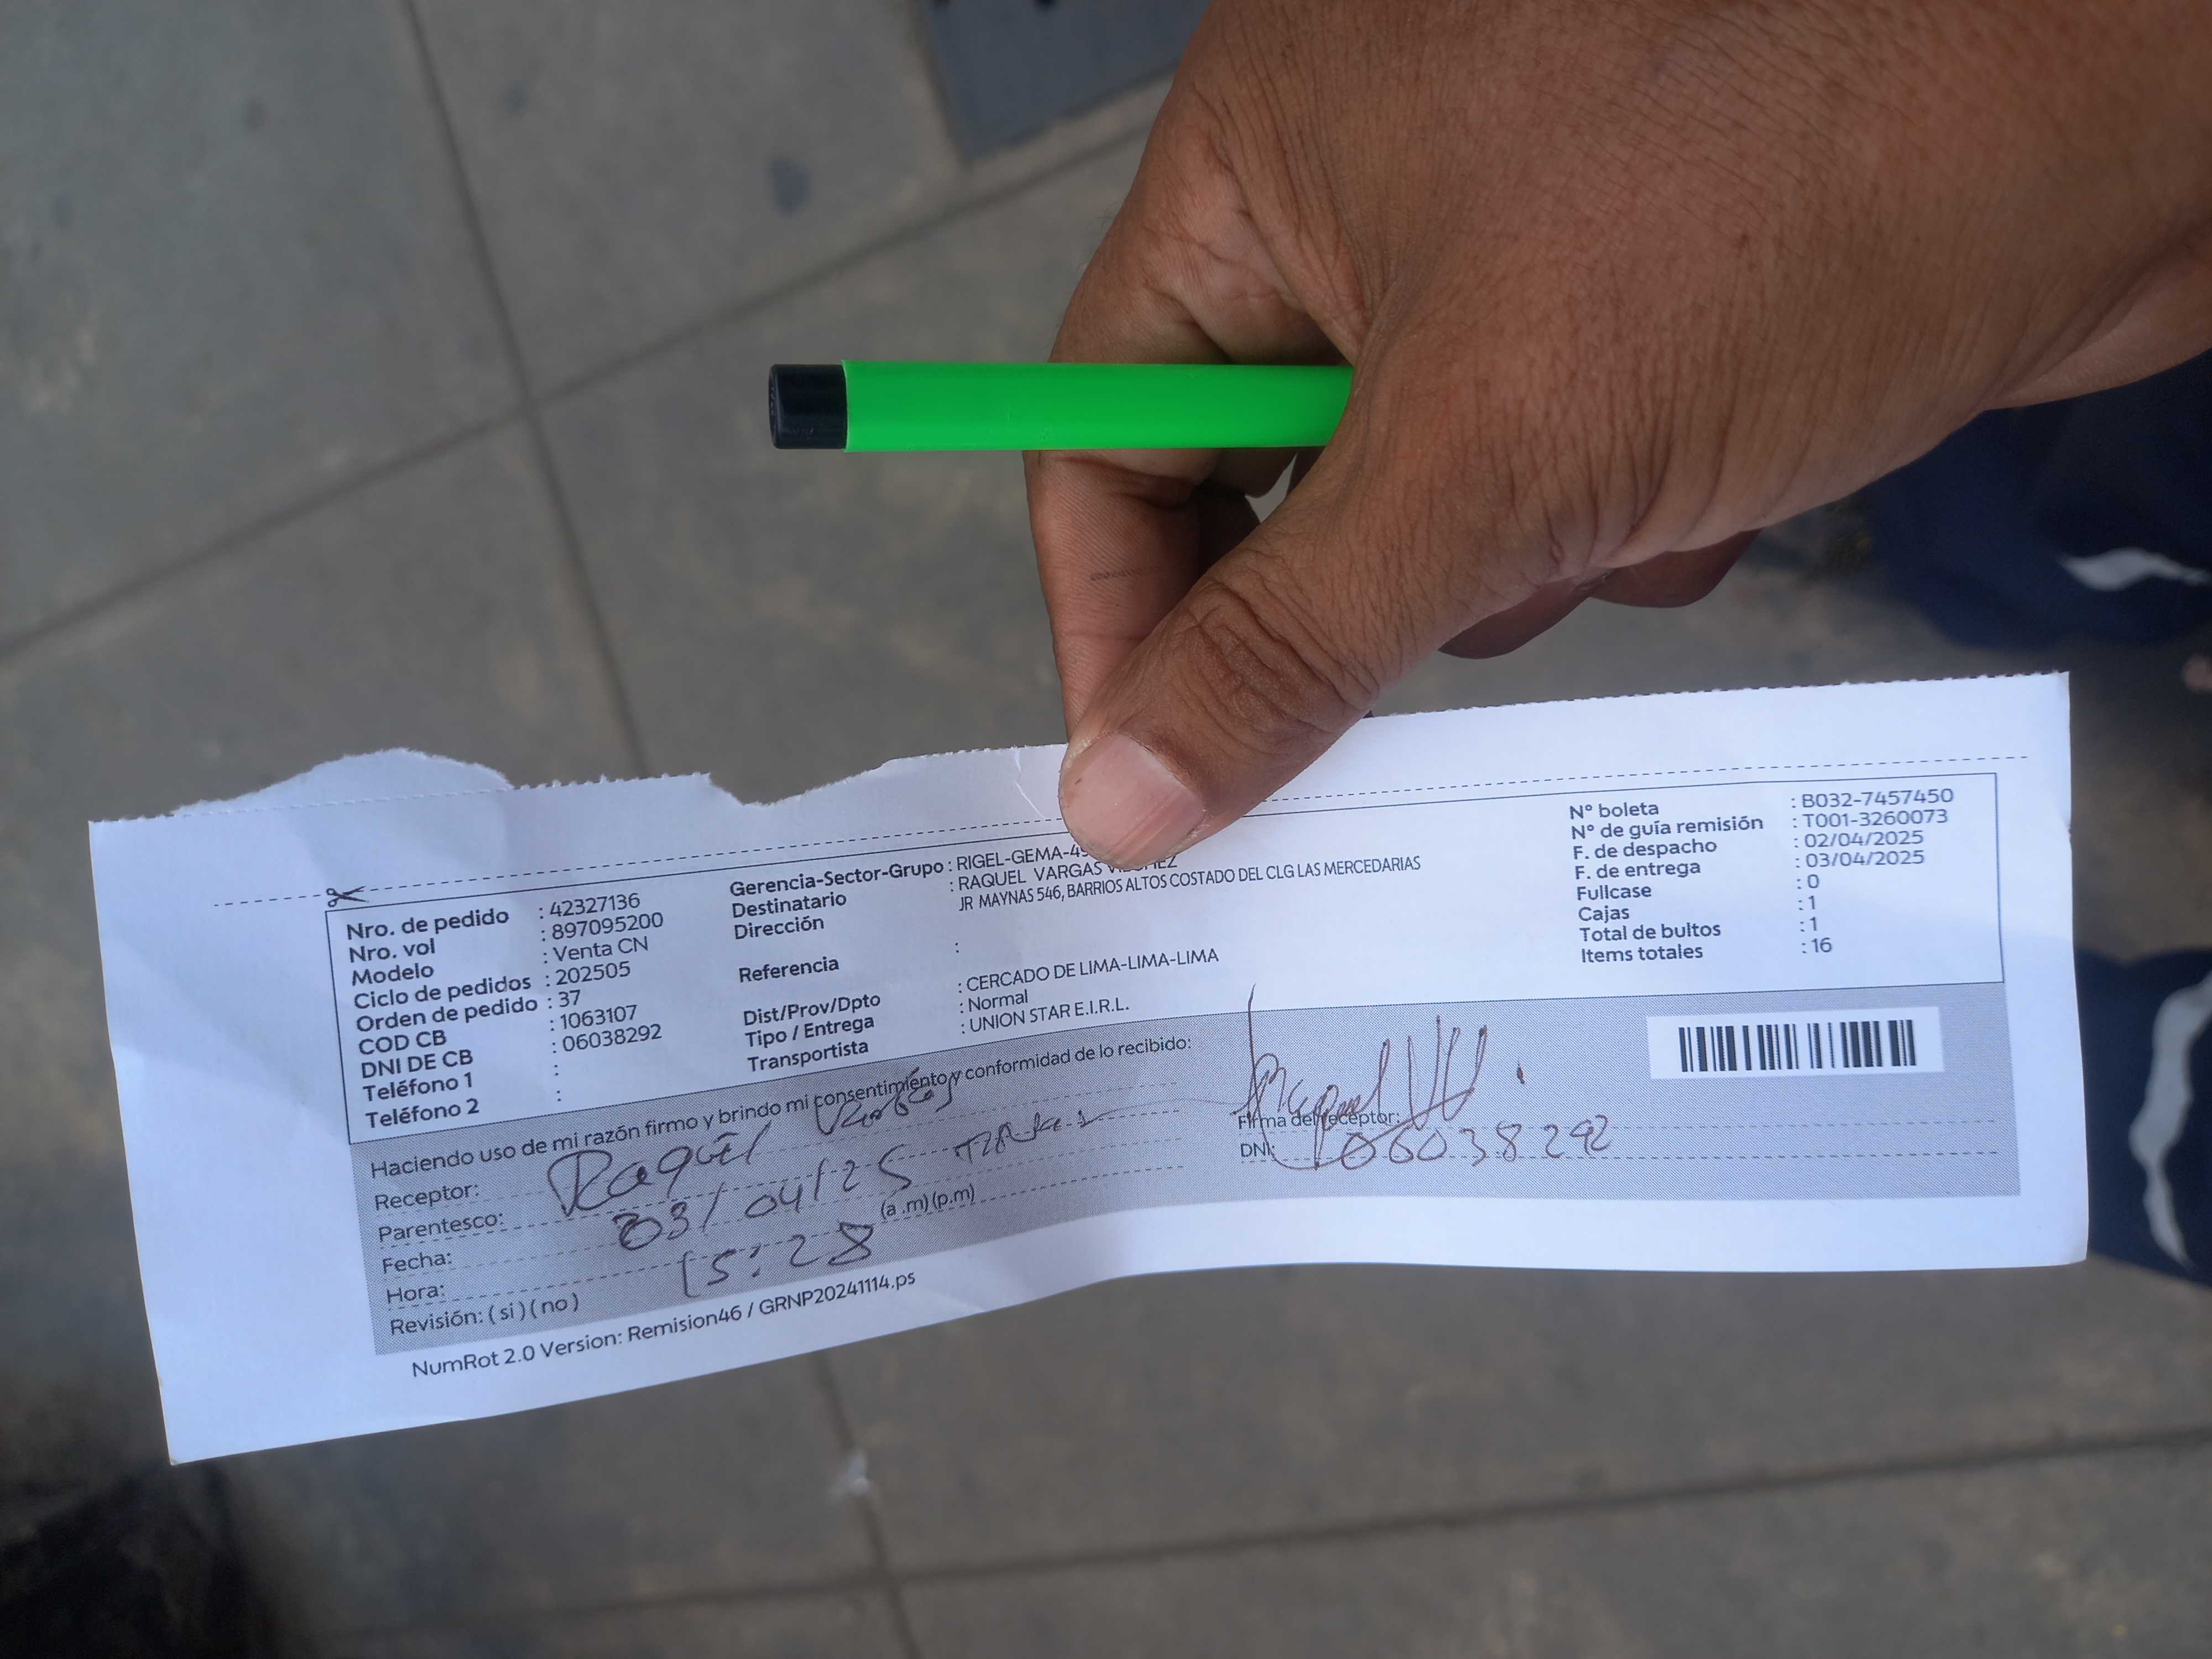 Nro. de pedido : 42327136
Nro. vol : 897095200
Modelo : Venta CN
Ciclo de pedidos : 202505
Orden de pedido : 37
COD CB : 1063107
DNI DE CB : 06038292
Teléfono 1 :
Teléfono 2 :
Gerencia-Sector-Grupo : RIGEL-GEMA-49
Destinatario : RAQUEL VARGAS
Dirección JR MAYNAS 546, BARRIOS ALTOS COSTADO DEL CLG LAS MERCEDARIAS
Referencia :
Dist/Prov/Dpto : CERCADO DE LIMA-LIMA-LIMA
Tipo / Entrega : Normal
Transportista : UNION STAR E.I.R.L.
N° boleta : B032-7457450
N° de guía remisión : T001-3260073
F. de despacho : 02/04/2025
F. de entrega : 03/04/2025
Fullcase : 0
Cajas : 1
Total de bultos : 1
Items totales : 16
Haciendo uso de mi razón firmo y brindo mi consentimiento y conformidad de lo recibido:
Receptor: Raquel
Parentesco:
Fecha: 03/04/25
Hora: 15:28 (a .m) (p.m)
Revisión: ( si ) ( no )
Firma del receptor:
DNI: 06038292
NumRot 2.0 Version: Remision46 / GRNP20241114.ps